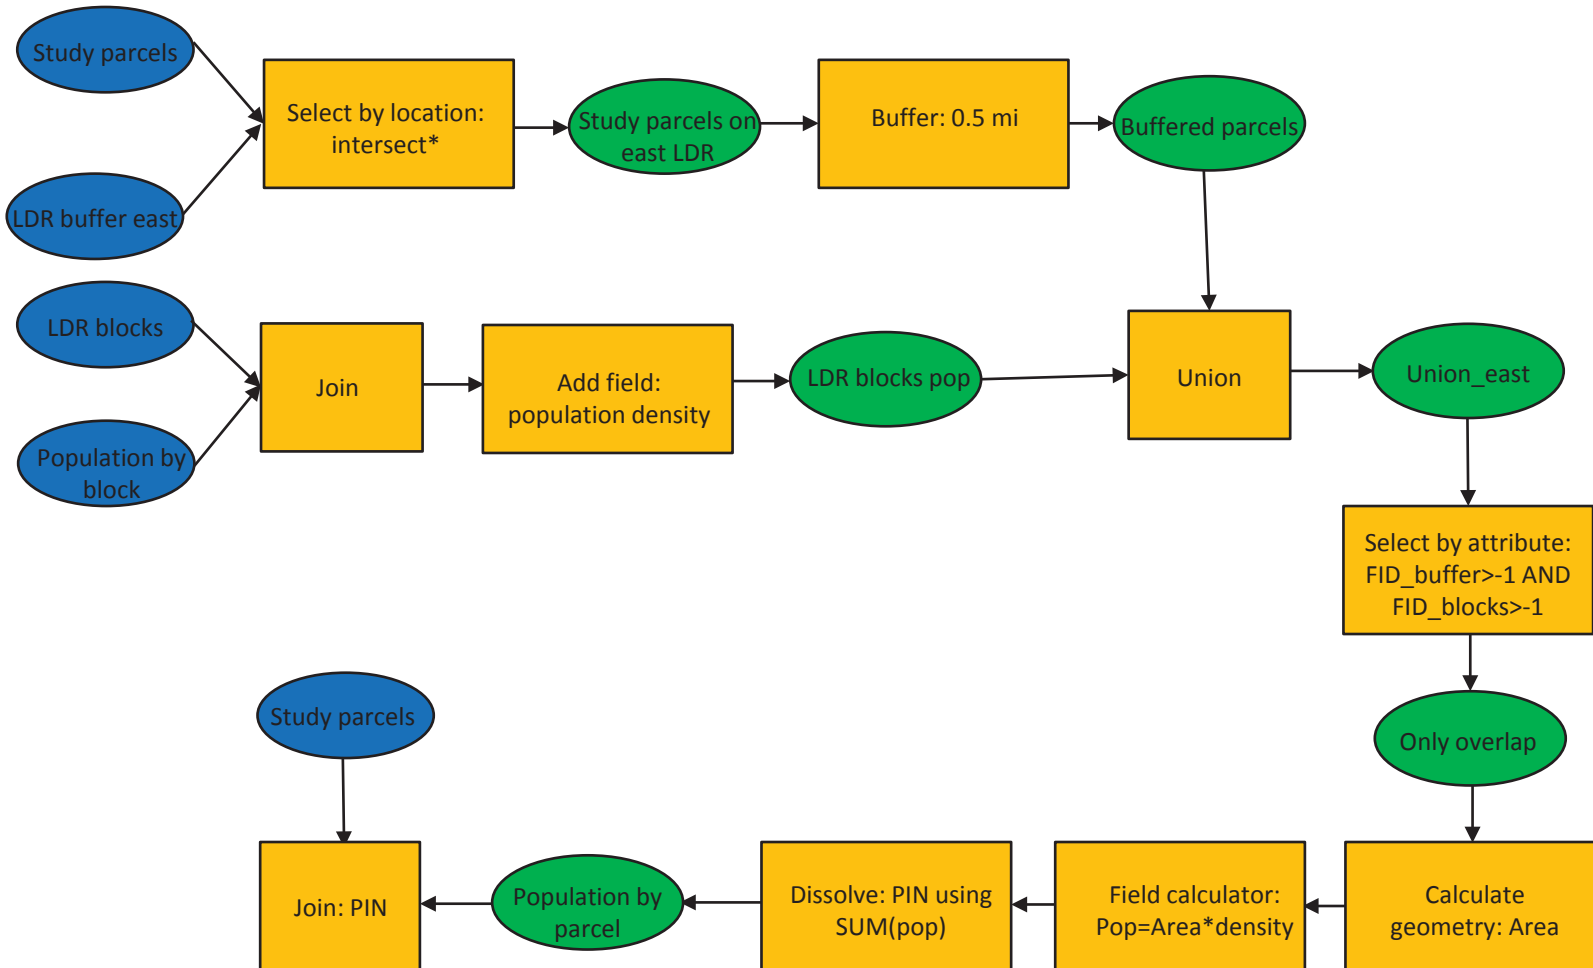 Study parcels
Select by location:
intersect*
Study parcels on
east LDR
Buffer: 0.5 mi
Buffered parcels
LDR buffer east
LDR blocks
Join
Add field:
population density
LDR blocks pop
Union
Union_east
Population by
block
Select by attribute:
FID_buffer>-1 AND
FID_blocks>-1
Only overlap
Study parcels
Join: PIN
Population by
parcel
Dissolve: PIN using
SUM(pop)
Field calculator:
Pop=Area*density
Calculate
geometry: Area